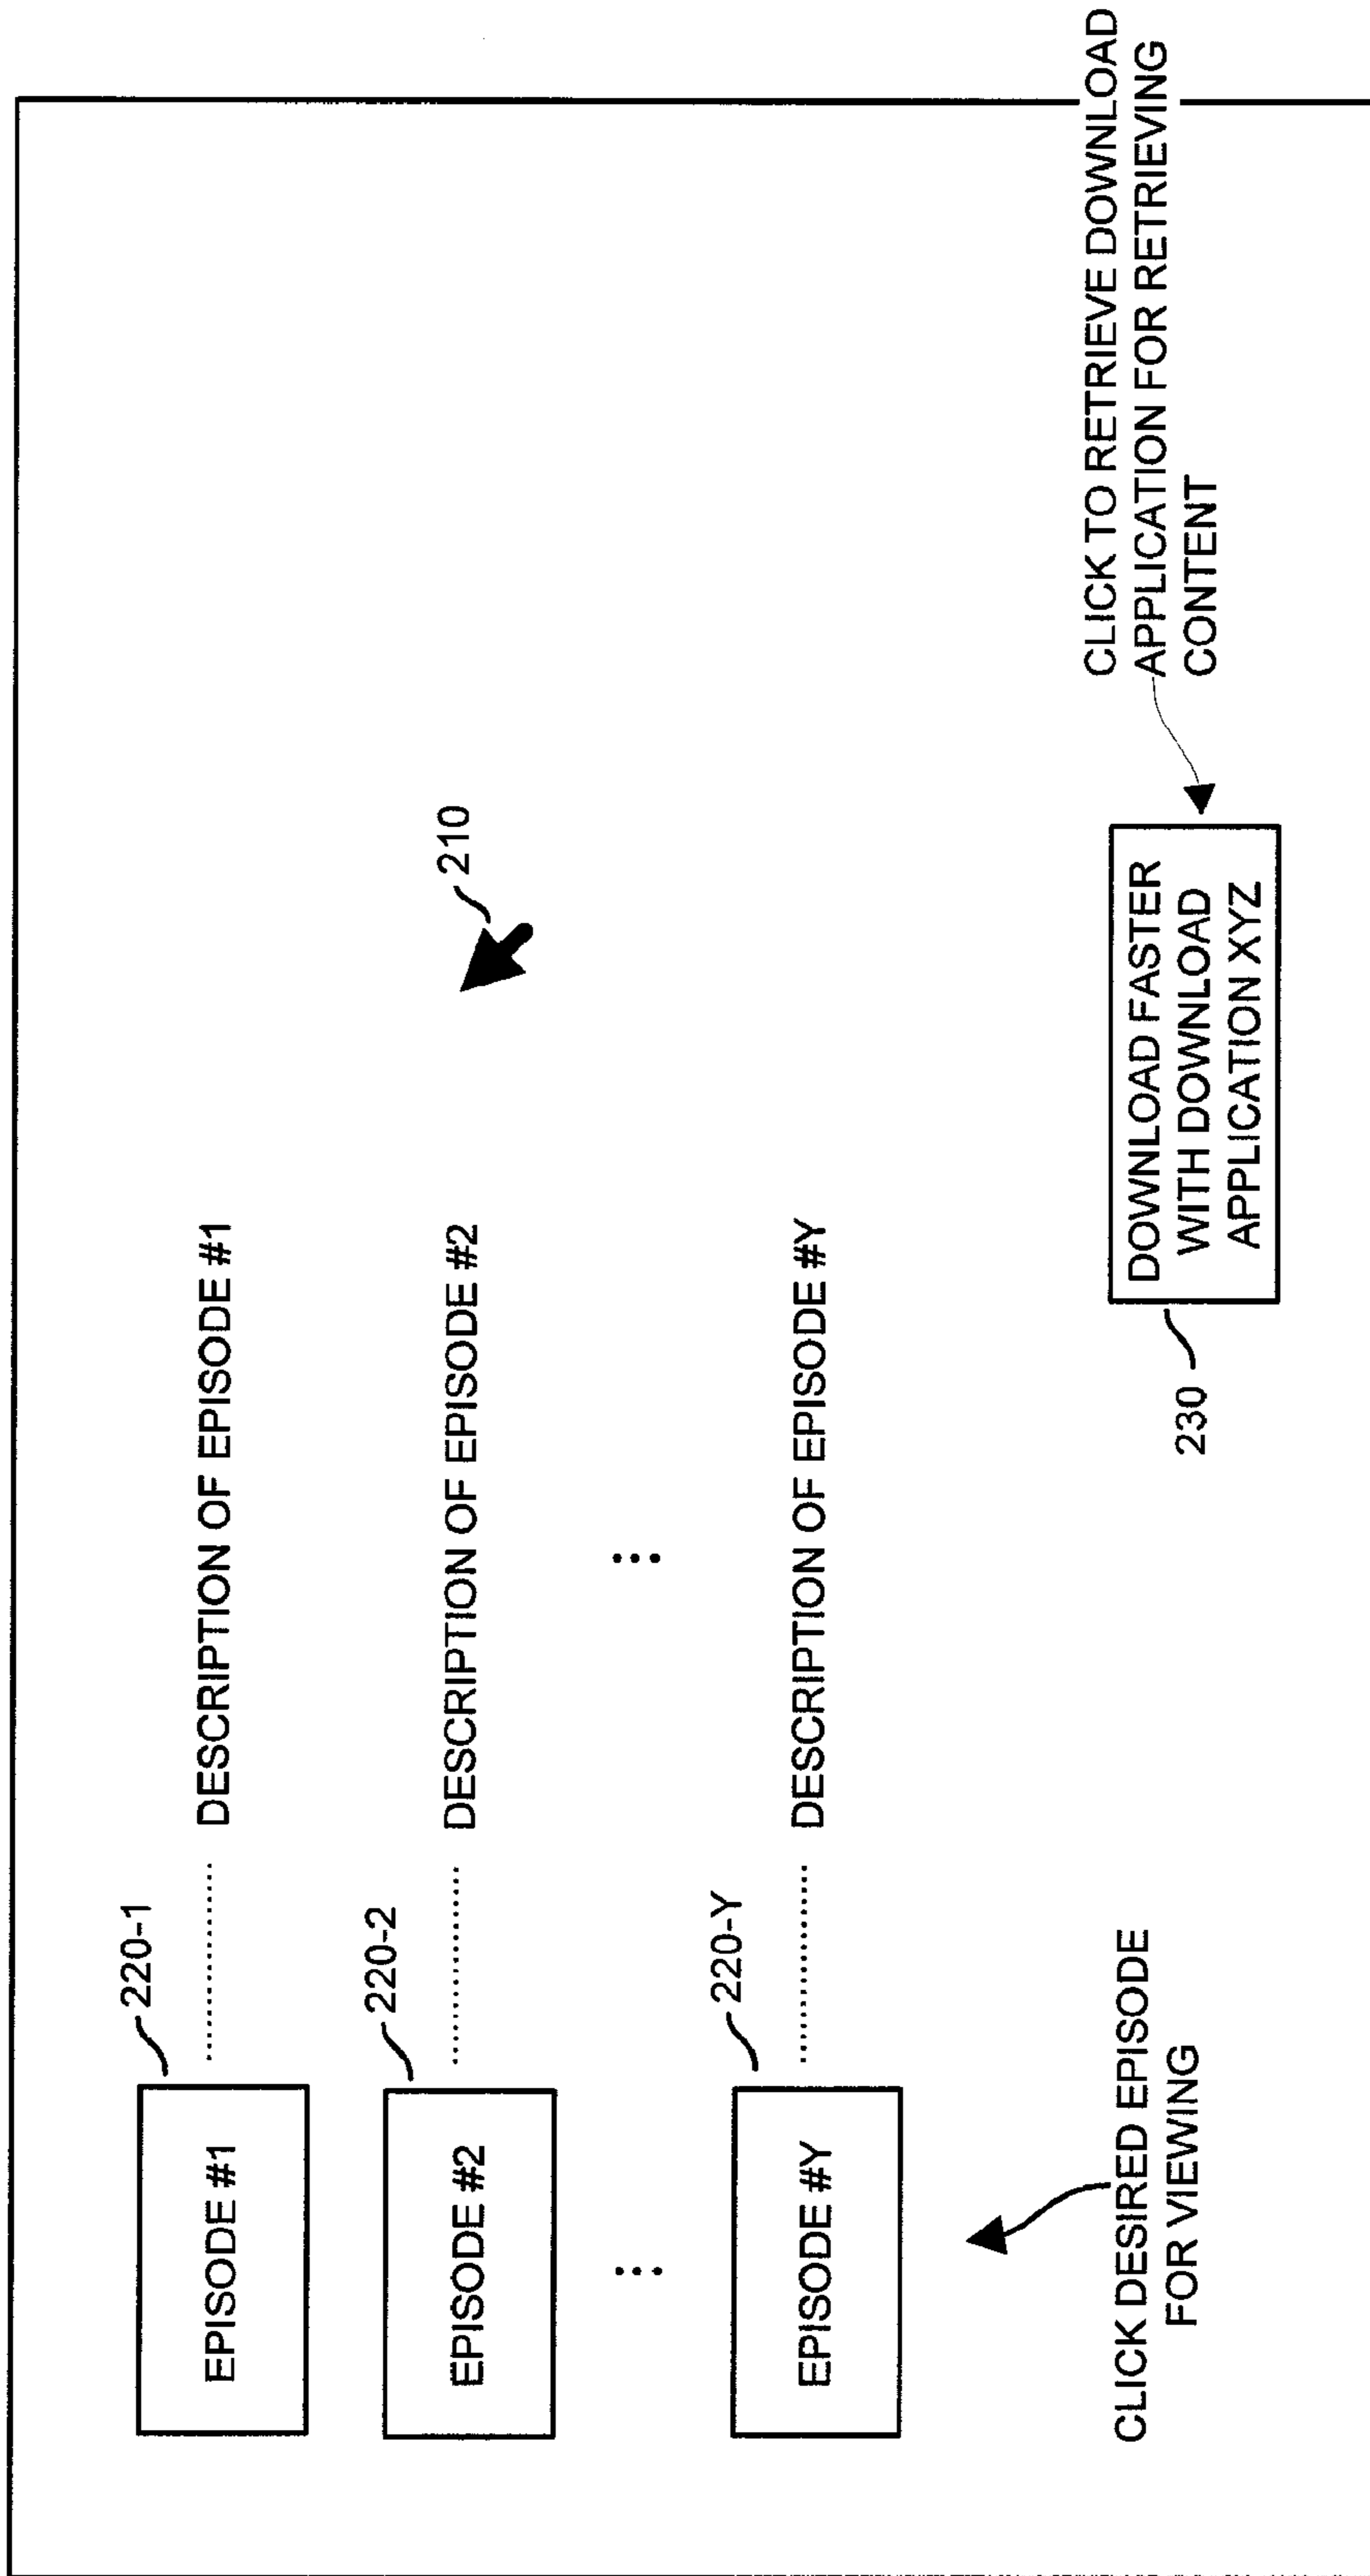 220-1
EPISODE #1
DESCRIPTION OF EPISODE #1
220-2
EPISODE #2
DESCRIPTION OF EPISODE #2
210
220-Y
EPISODE #Y
DESCRIPTION OF EPISODE #Y
CLICK DESIRED EPISODE
FOR VIEWING
230
DOWNLOAD FASTER
WITH DOWNLOAD
APPLICATION XYZ
CLICK TO RETRIEVE DOWNLOAD
APPLICATION FOR RETRIEVING
CONTENT